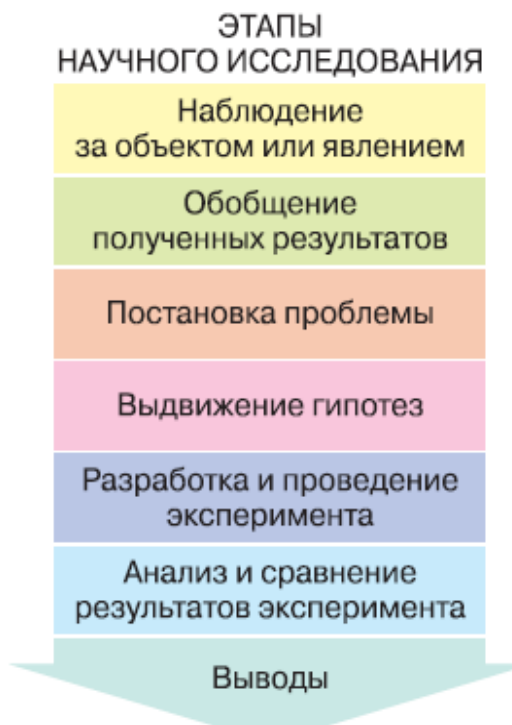 ЭТАПЫ
НАУЧНОГО ИССЛЕДОВАНИЯ
Наблюдение
за объектом или явлением
Обобщение
полученных результатов
Постановка проблемы
Выдвижение гипотез
Разработка и проведение
эксперимента
Анализ и сравнение
результатов эксперимента
Выводы